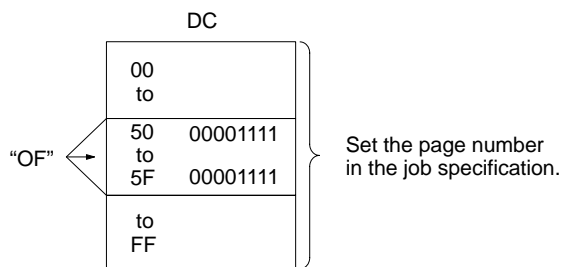 DC
00
to
50 00001111
to
5F 00001111
to
FF
“OF”
Set the page number
in the job specification.